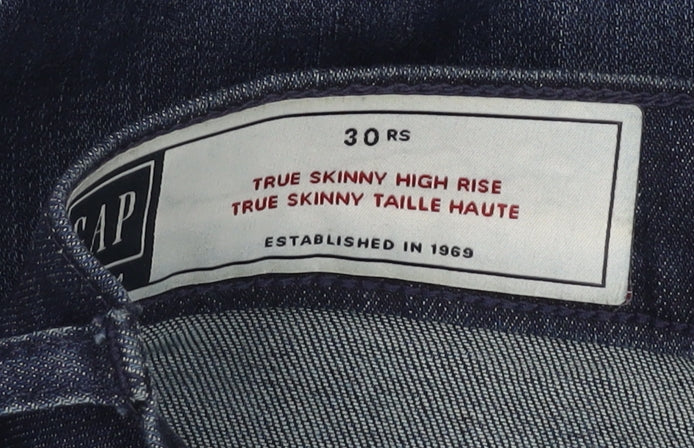 30 RS
TRUE SKINNY HIGH RISE
TRUE SKINNY TAILLE HAUTE
ESTABLISHED IN 1969
GAP